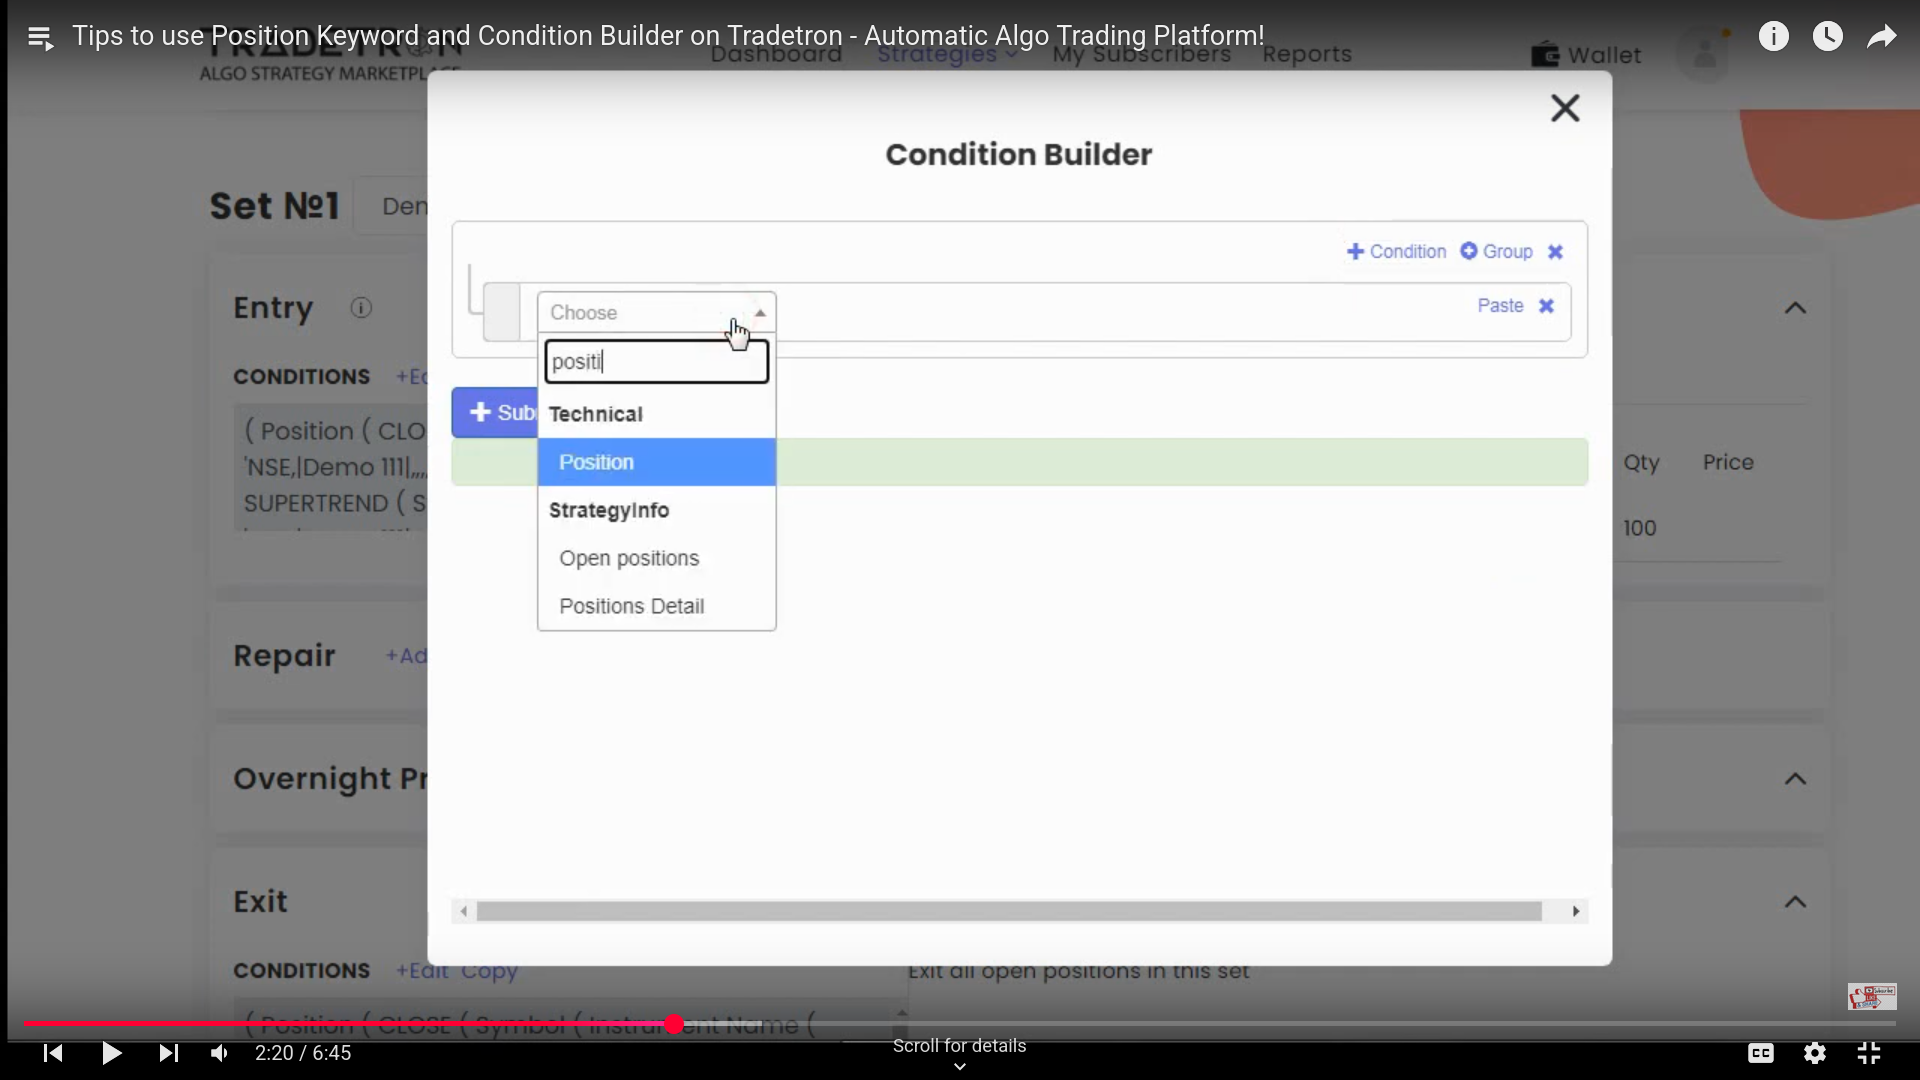 Tips to use Position Keyword and Condition Builder on Tradetron - Automatic Algo Trading Platform!
TRADETRON
ALGO STRATEGY MARKETPL
Dashboard
Strategies
My Subscribers
Reports
Wallet
Condition Builder
Set №1
Den
Condition
Group
Entry
Choose
Paste
positi
CONDITIONS
+Ed
Sub
Technical
( Position ( CLO
Position
Qty
Price
'NSE,|Demo 111|,,,,
SUPERTREND ( S
StrategyInfo
100
Open positions
Positions Detail
Repair
+Ad
Overnight Pr
Exit
CONDITIONS
+Edit
Copy
Exit all open positions in this set
( Position ( CLOSE ( Symbol ( Instrument Name (
2:20 / 6:45
Scroll for details
CC